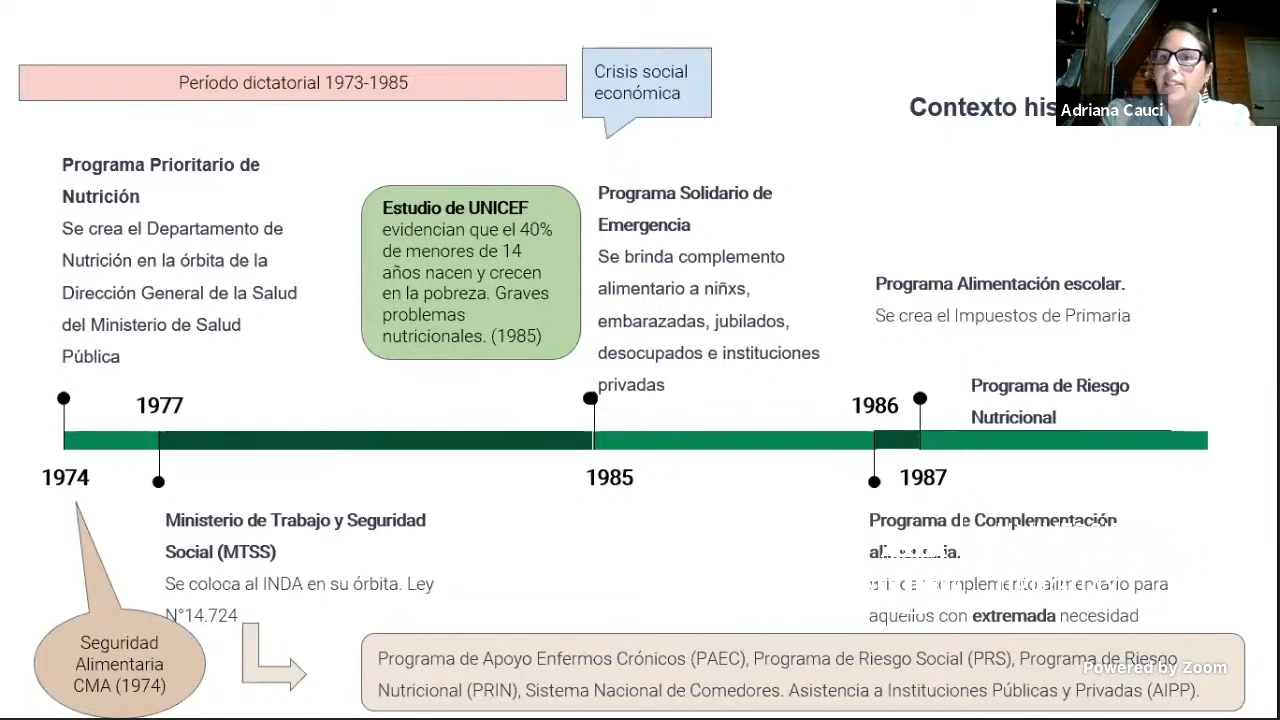 Período dictatorial 1973-1985
Crisis social
económica
Contexto his
Adriana Cauci
Programa Prioritario de
Nutrición
Se crea el Departamento de
Nutrición en la órbita de la
Dirección General de la Salud
del Ministerio de Salud
Pública
Estudio de UNICEF
evidencian que el 40%
de menores de 14
años nacen y crecen
en la pobreza. Graves
problemas
nutricionales. (1985)
Programa Solidario de
Emergencia
Se brinda complemento
alimentario a niñxs,
embarazadas, jubilados,
desocupados e instituciones
privadas
Programa Alimentación escolar.
Se crea el Impuestos de Primaria
Programa de Riesgo
Nutricional
1977
1986
1974
1985
1987
Ministerio de Trabajo y Seguridad
Social (MTSS)
Se coloca al INDA en su órbita. Ley
N°14.724
Programa de Complementación
complemento alimentario para
aquellos con extremada necesidad
Seguridad
Alimentaria
CMA (1974)
Programa de Apoyo Enfermos Crónicos (PAEC), Programa de Riesgo Social (PRS), Programa de Riesgo
Nutricional (PRIN), Sistema Nacional de Comedores. Asistencia a Instituciones Públicas y Privadas (AIPP).
Powered by Zoom